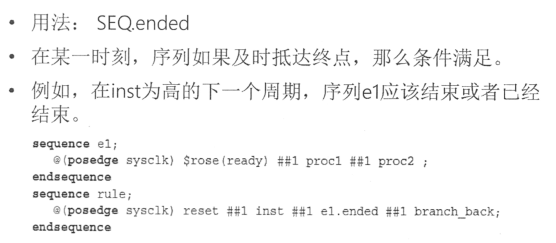 • 用法： SEQ.ended
• 在某一时刻，序列如果及时抵达终点，那么条件满足。
• 例如，在inst为高的下一个周期，序列e1应该结束或者已经
结束。
sequence e1;
@(posedge sysclk) $rose(ready) ##1 proc1 ##1 proc2 ;
endsequence
sequence rule;
@(posedge sysclk) reset ##1 inst ##1 e1.ended ##1 branch_back;
endsequence